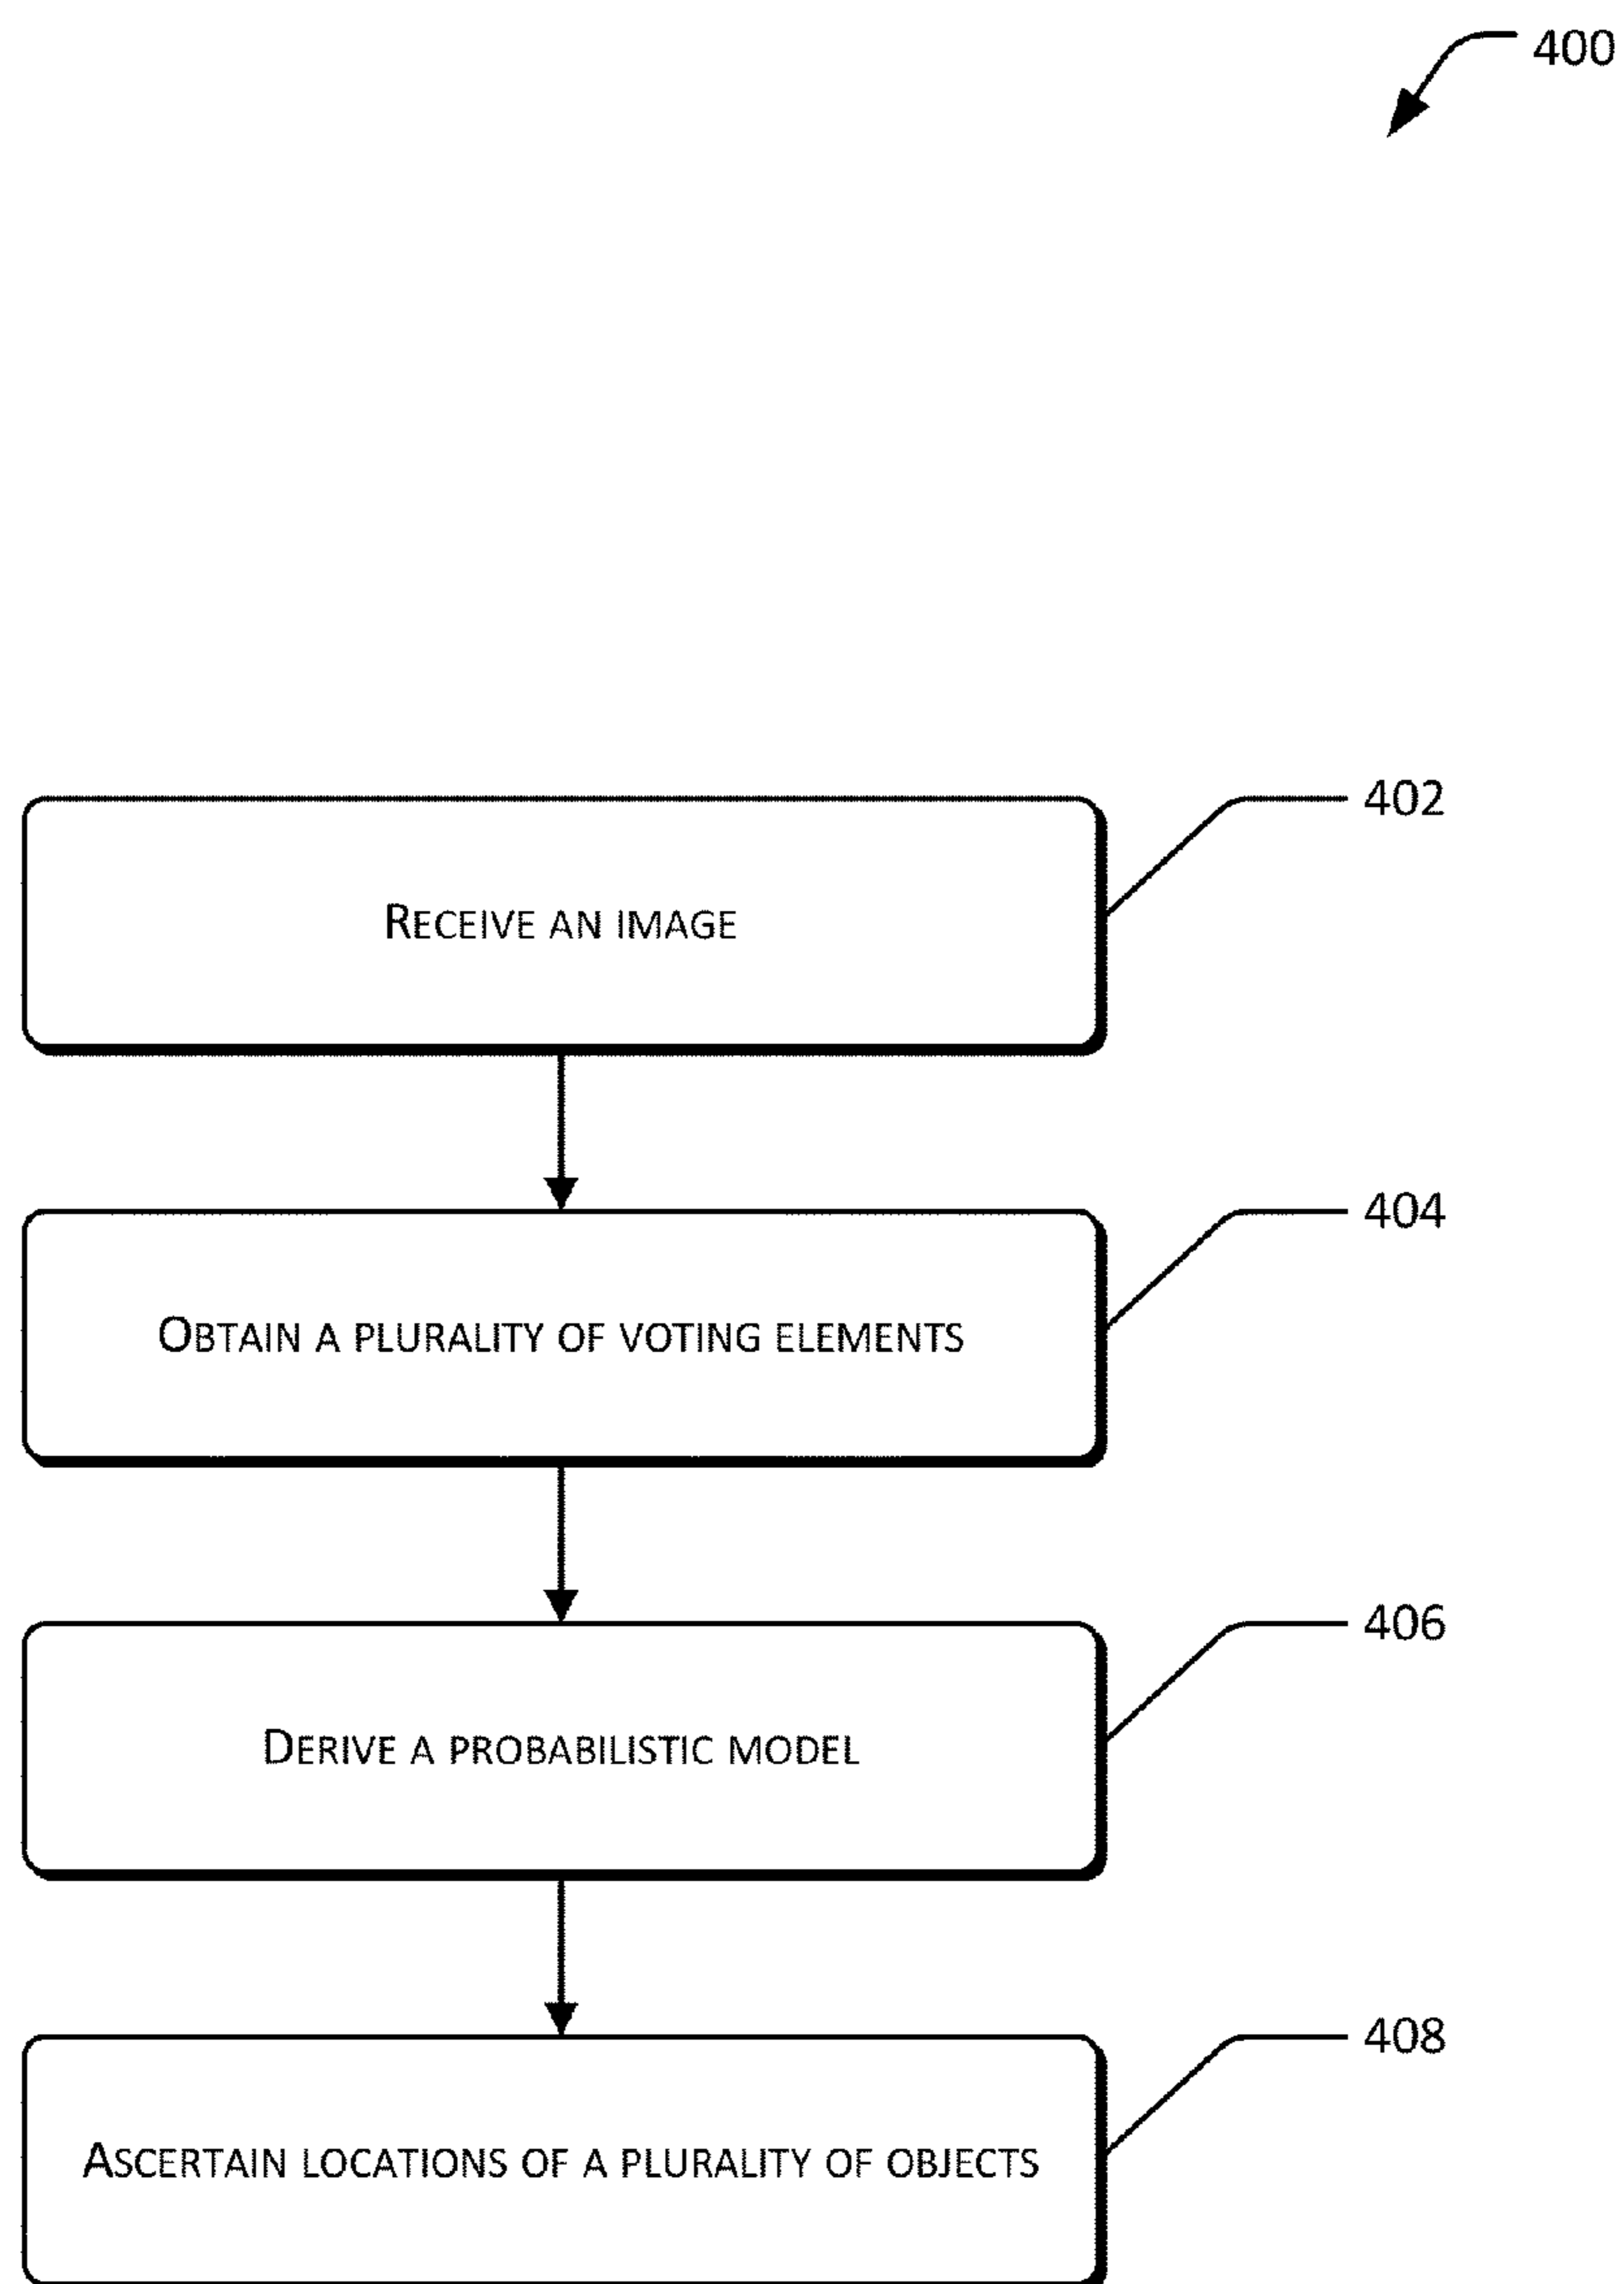 400
402
RECEIVE AN IMAGE
404
OBTAIN A PLURALITY OF VOTING ELEMENTS
406
DERIVE A PROBABILISTIC MODEL
408
ASCERTAIN LOCATIONS OF A PLURALITY OF OBJECTS